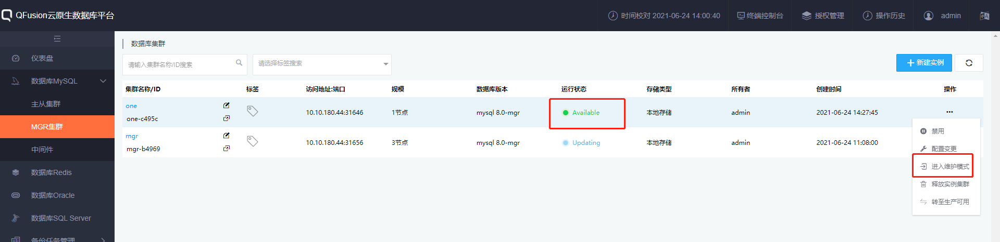 QFusion云原生数据库平台
时间校对 2021-06-24 14:00:40
终端控制台
授权管理
操作历史
admin
仪表盘
数据库MySQL
主从集群
MGR集群
中间件
数据库Redis
数据库Oracle
数据库SQL Server
备份任务管理
数据库集群
请输入集群名称/ID搜索
请选择标签搜索
新建实例
集群名称/ID 标签 访问地址:端口 规模 数据库版本 运行状态 存储类型 所有者 创建时间 操作
one
one-c495c
10.10.180.44:31646 1节点 mysql 8.0-mgr Available 本地存储 admin 2021-06-24 14:27:45
mgr
mgr-b4969
10.10.180.44:31656 3节点 mysql 8.0-mgr Updating 本地存储 admin 2021-06-24 11:08:00
禁用
配置变更
进入维护模式
释放实例集群
转至生产可用